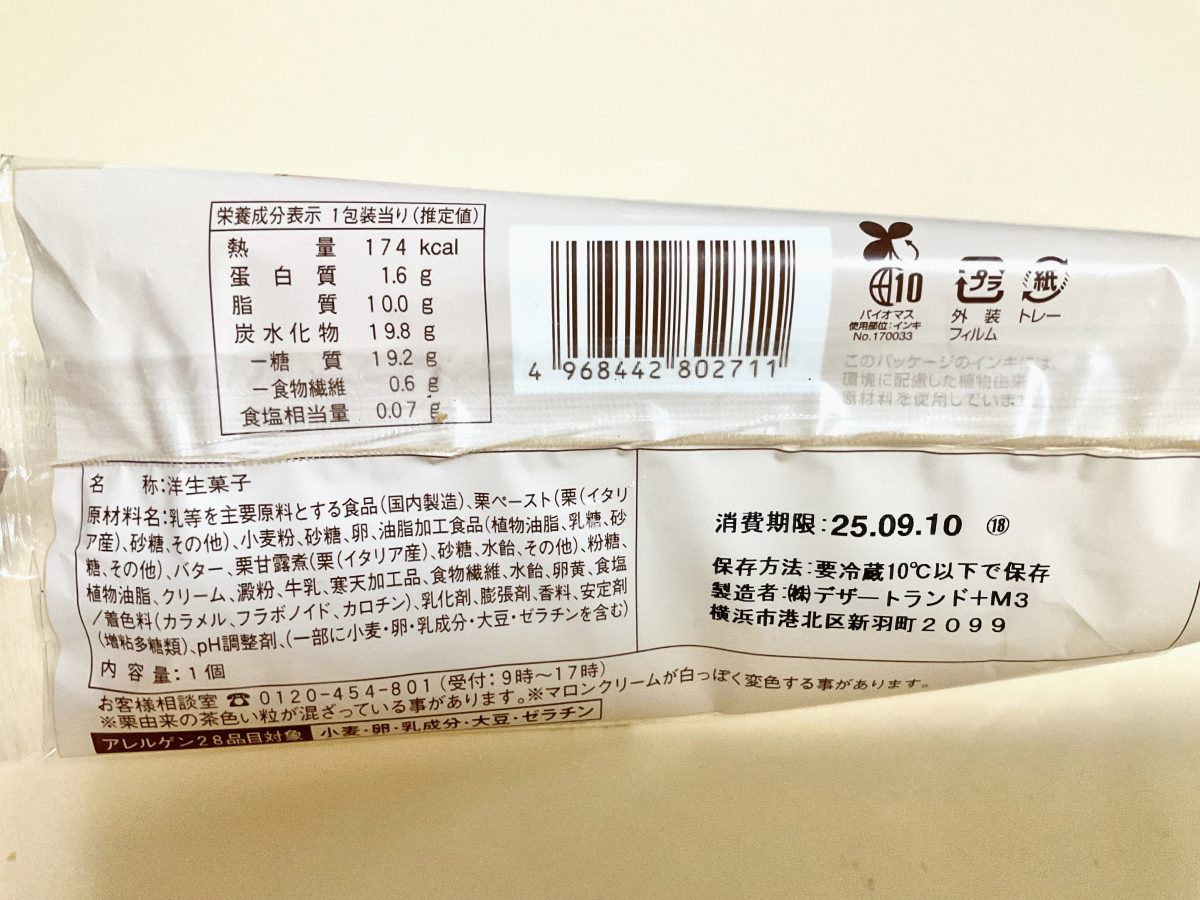 栄養成分表示 1包装当り(推定値)
熱量 174 kcal
蛋白質 1.6 g
脂質 10.0 g
炭水化物 19.8 g
－糖質 19.2 g
－食物繊維 0.6 g
食塩相当量 0.07 g
4 968442 802711
10
バイオマス
使用部位:インキ
No.170033
プラ
外装
フィルム
紙
トレー
このパッケージのインキには、
環境に配慮した植物由来
原材料を使用していま
名称:洋生菓子
原材料名:乳等を主要原料とする食品(国内製造)、栗ペースト(栗(イタリ
ア産)、砂糖、その他)、小麦粉、砂糖、卵、油脂加工食品(植物油脂、乳糖、砂
糖、その他)、バター、栗甘露煮(栗(イタリア産)、砂糖、水飴、その他)、粉糖、
植物油脂、クリーム、澱粉、牛乳、寒天加工品、食物繊維、水飴、卵黄、食塩
/着色料(カラメル、フラボノイド、カロチン)、乳化剤、膨張剤、香料、安定剤
(増粘多糖類)、pH調整剤、(一部に小麦・卵・乳成分・大豆・ゼラチンを含む)
内容量:1個
消費期限:25.09.10 ⑱
保存方法:要冷蔵10℃以下で保存
製造者:㈱デザートランド+M3
横浜市港北区新羽町2099
お客様相談室 ☎ 0120-454-801(受付:9時〜17時)
※栗由来の茶色い粒が混ざっている事があります。※マロンクリームが白っぽく変色する事があります。
アレルゲン28品目対象 小麦・卵・乳成分・大豆・ゼラチン